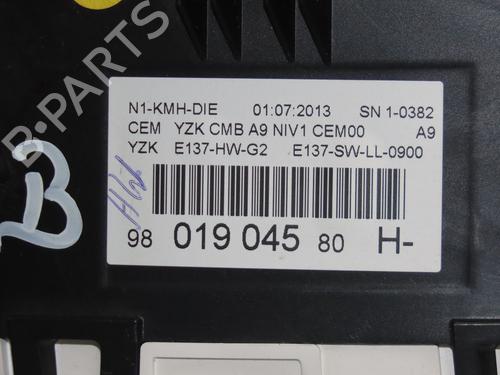 N1-KMH-DIE 01:07:2013 SN 1-0382
CEM YZK CMB A9 NIV1 CEM00 A9
YZK E137-HW-G2 E137-SW-LL-0900
98 019 045 80 H-
B-PARTS
B